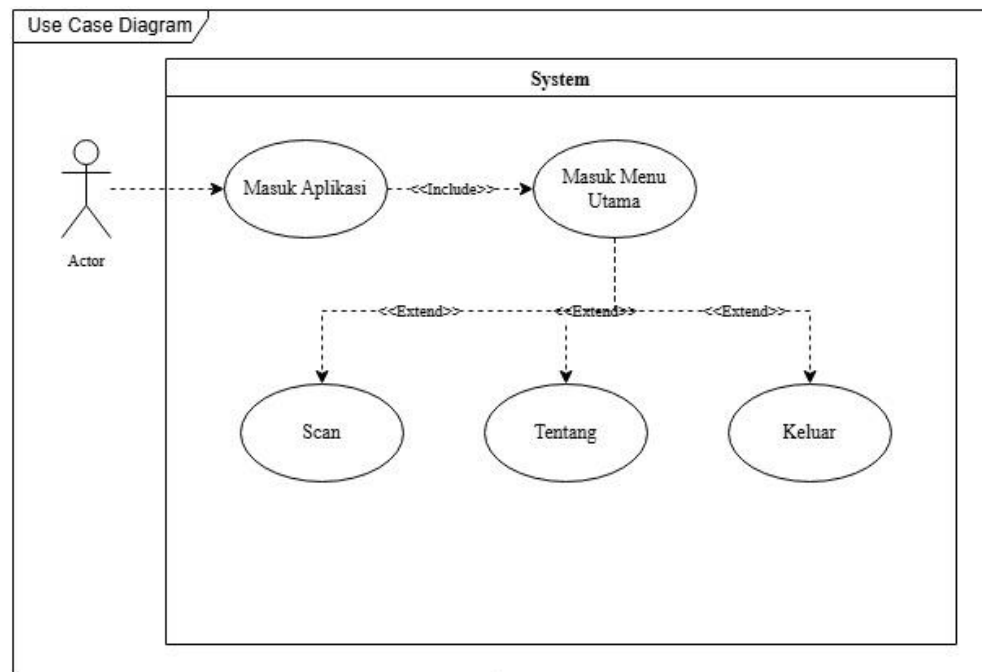 Use Case Diagram
System
Masuk Aplikasi
<<Include>>
Masuk Menu
Utama
Actor
<<Extend>>
<<Extend>>
<<Extend>>
Scan
Tentang
Keluar